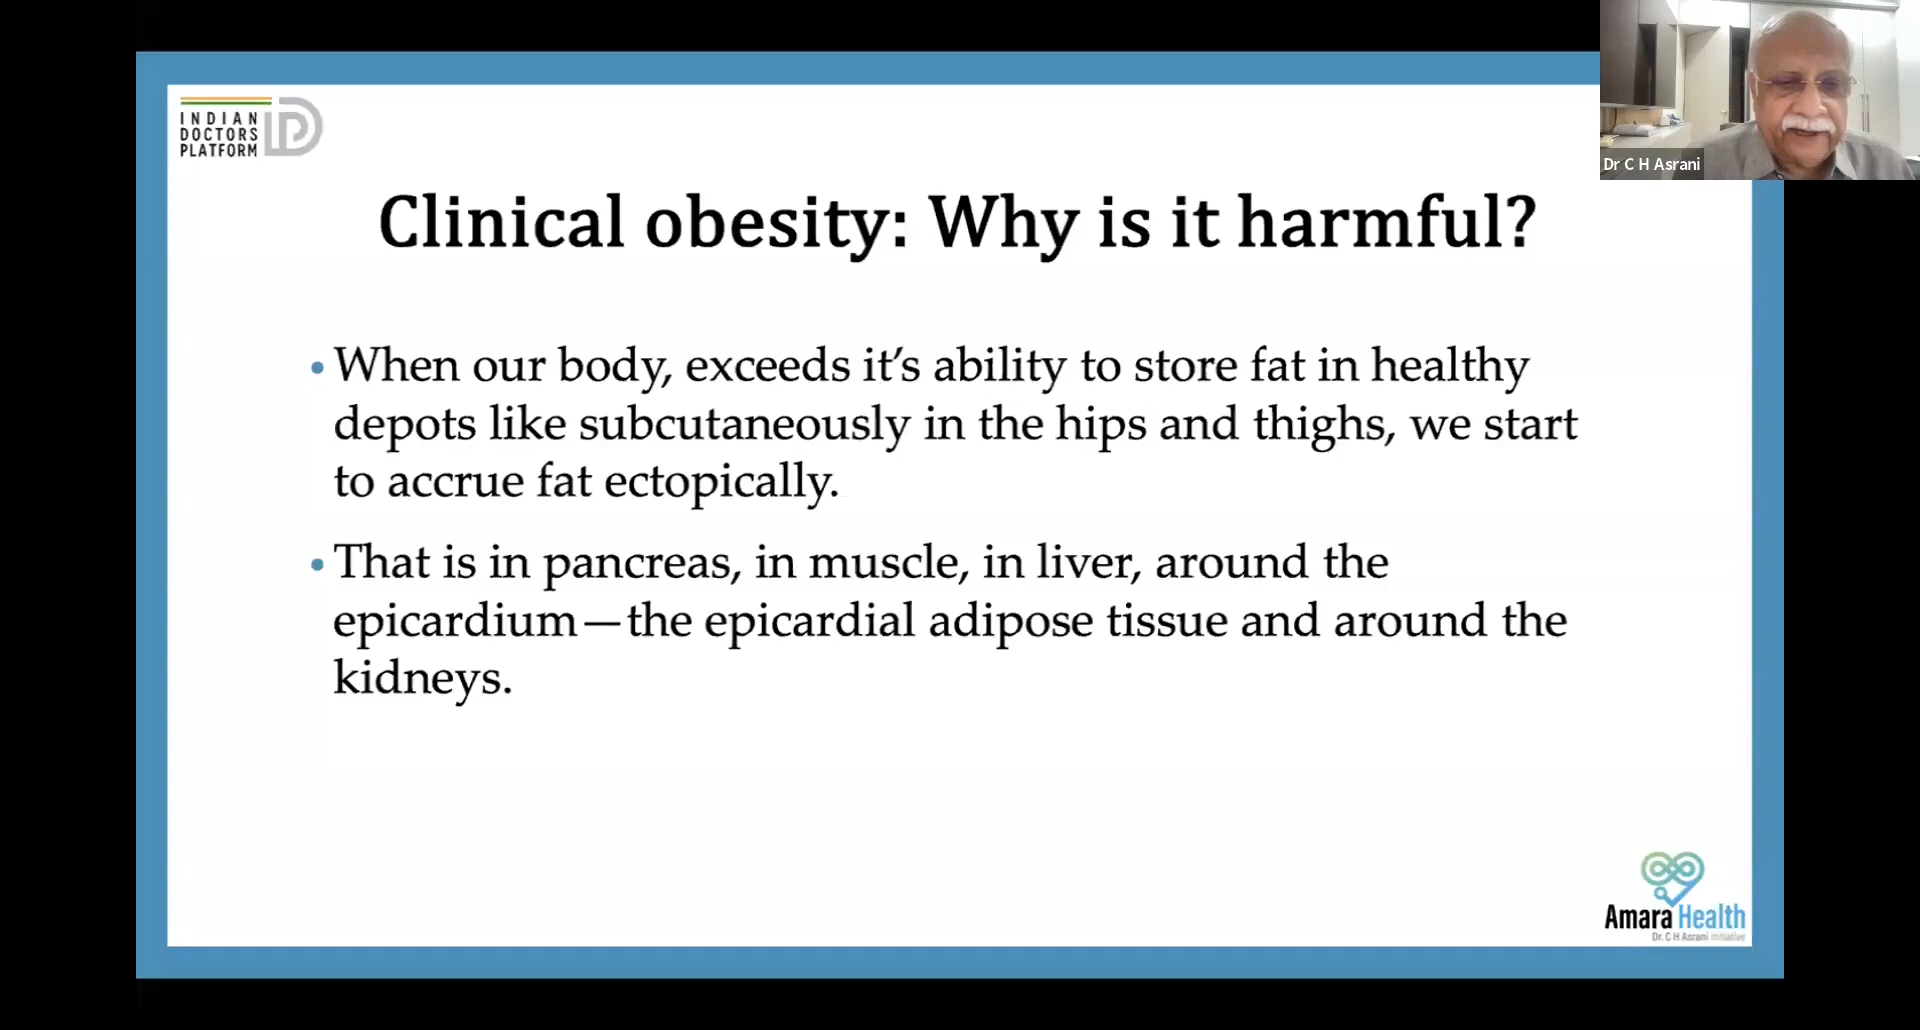 INDIAN
DOCTORS
PLATFORM
Dr C H Asrani
Clinical obesity: Why is it harmful?
• When our body, exceeds it’s ability to store fat in healthy
depots like subcutaneously in the hips and thighs, we start
to accrue fat ectopically.
• That is in pancreas, in muscle, in liver, around the
epicardium—the epicardial adipose tissue and around the
kidneys.
Amara Health
Dr. C H Asrani initiative